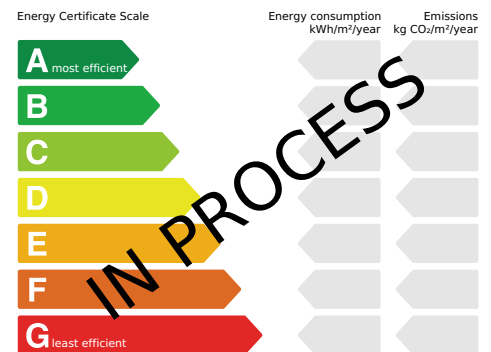 Energy Certificate Scale
Energy consumption
kWh/m²/year
Emissions
kg CO₂/m²/year
A most efficient
B
C
D
E
F
G least efficient
IN PROCESS